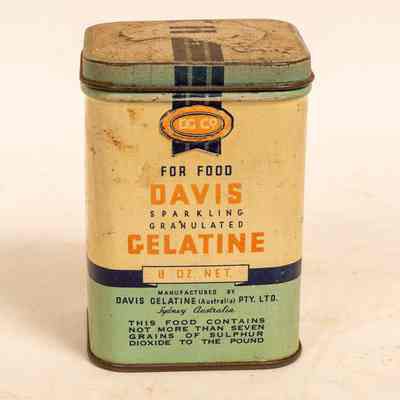 DG Co
FOR FOOD
DAVIS
SPARKLING
GRANULATED
GELATINE
8 OZ. NET.
MANUFACTURED BY
DAVIS GELATINE (Australia) PTY. LTD.
Sydney Australia
THIS FOOD CONTAINS
NOT MORE THAN SEVEN
GRAINS OF SULPHUR
DIOXIDE TO THE POUND